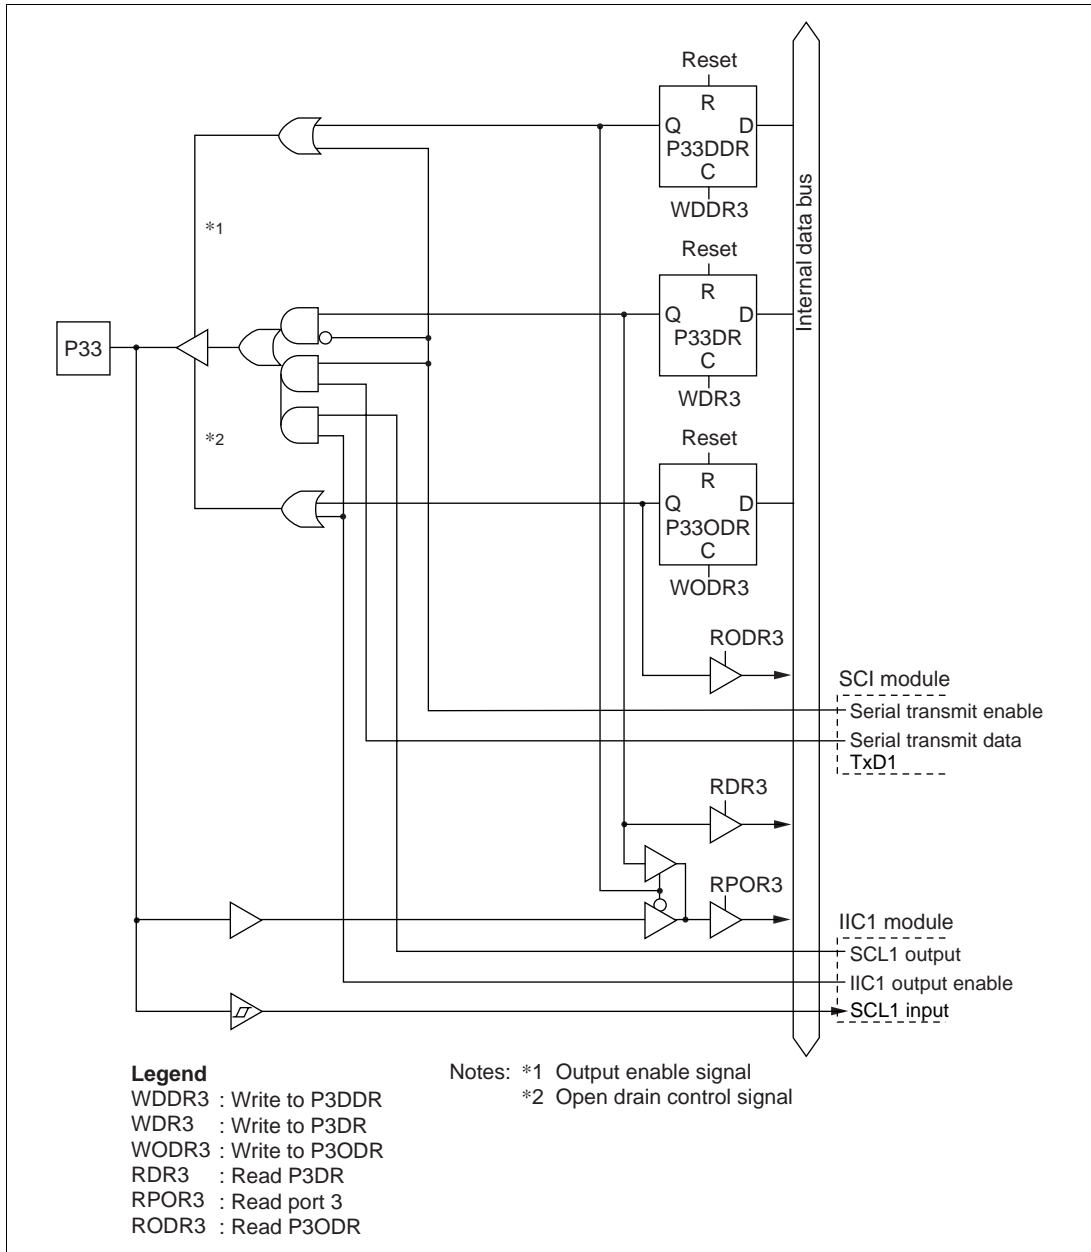 Reset
R
Q D
P33DDR
C
WDDR3
*1
Internal data bus
Reset
R
Q D
P33DR
C
WDR3
P33
*2
Reset
R
Q D
P33ODR
C
WODR3
RODR3
SCI module
Serial transmit enable
Serial transmit data
TxD1
RDR3
RPOR3
IIC1 module
SCL1 output
IIC1 output enable
SCL1 input
Legend
WDDR3 : Write to P3DDR
WDR3 : Write to P3DR
WODR3 : Write to P3ODR
RDR3 : Read P3DR
RPOR3 : Read port 3
RODR3 : Read P3ODR
Notes: *1 Output enable signal
*2 Open drain control signal